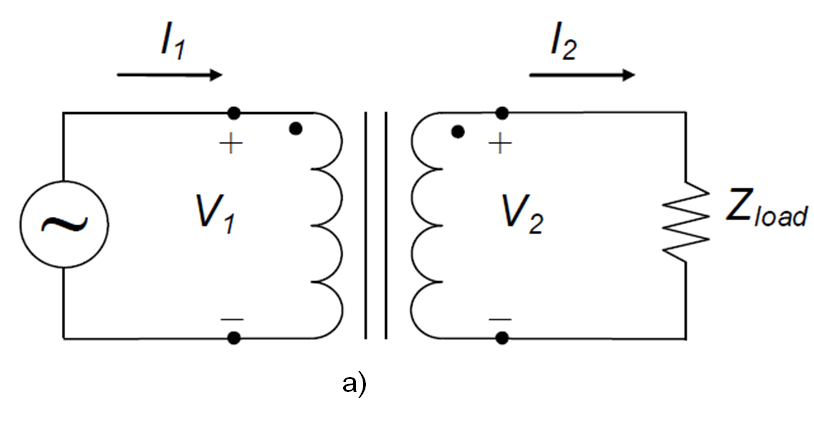 I1 I2
+ +
~ V1 V2 Zload
− −
a)